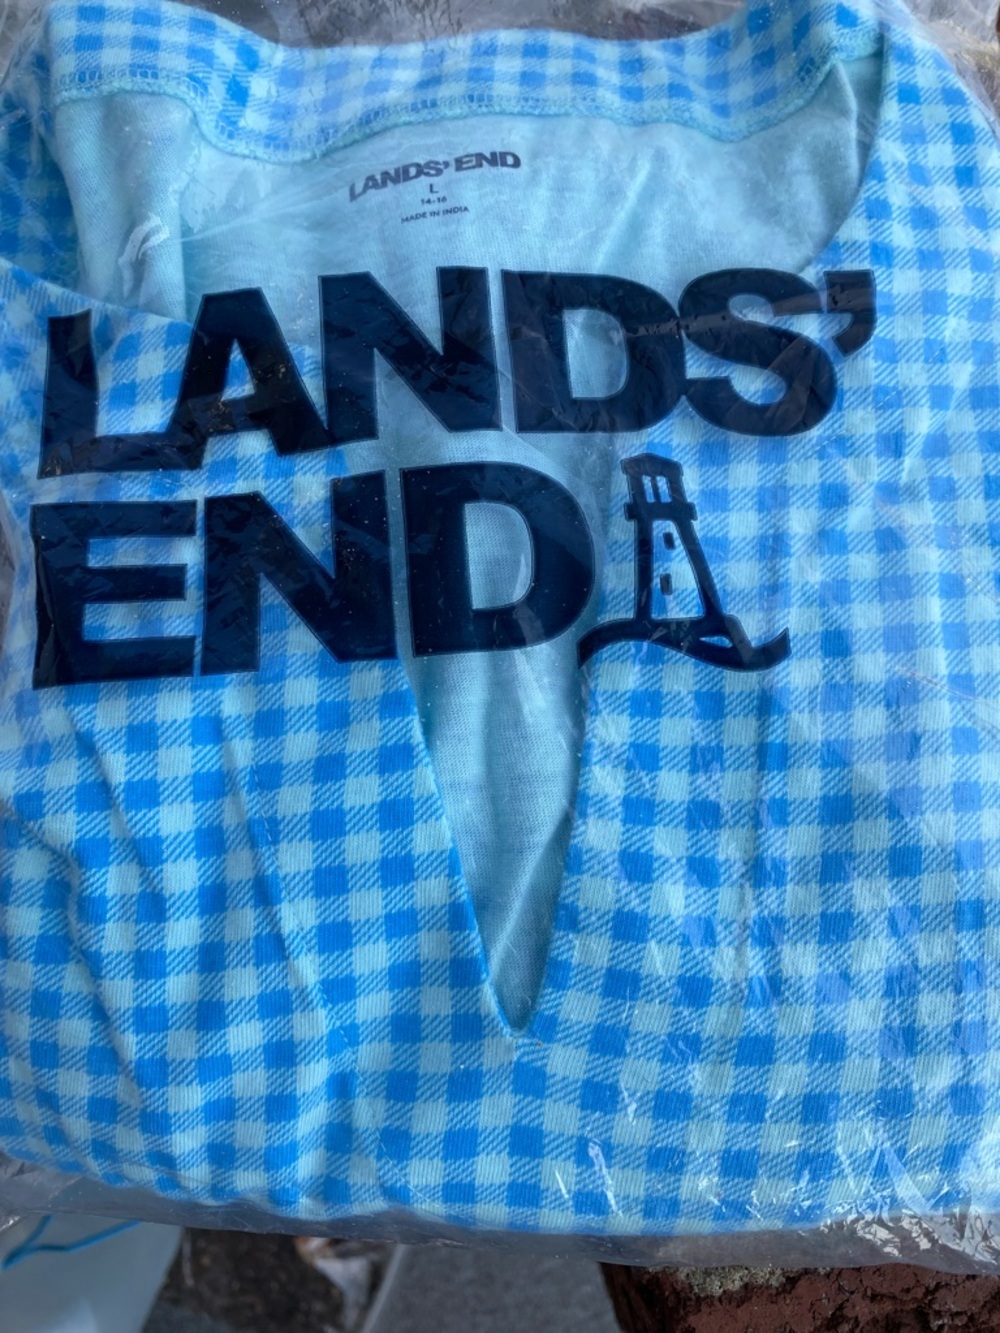 LANDS' END
L
14-16
MADE IN INDIA
LANDS'
END